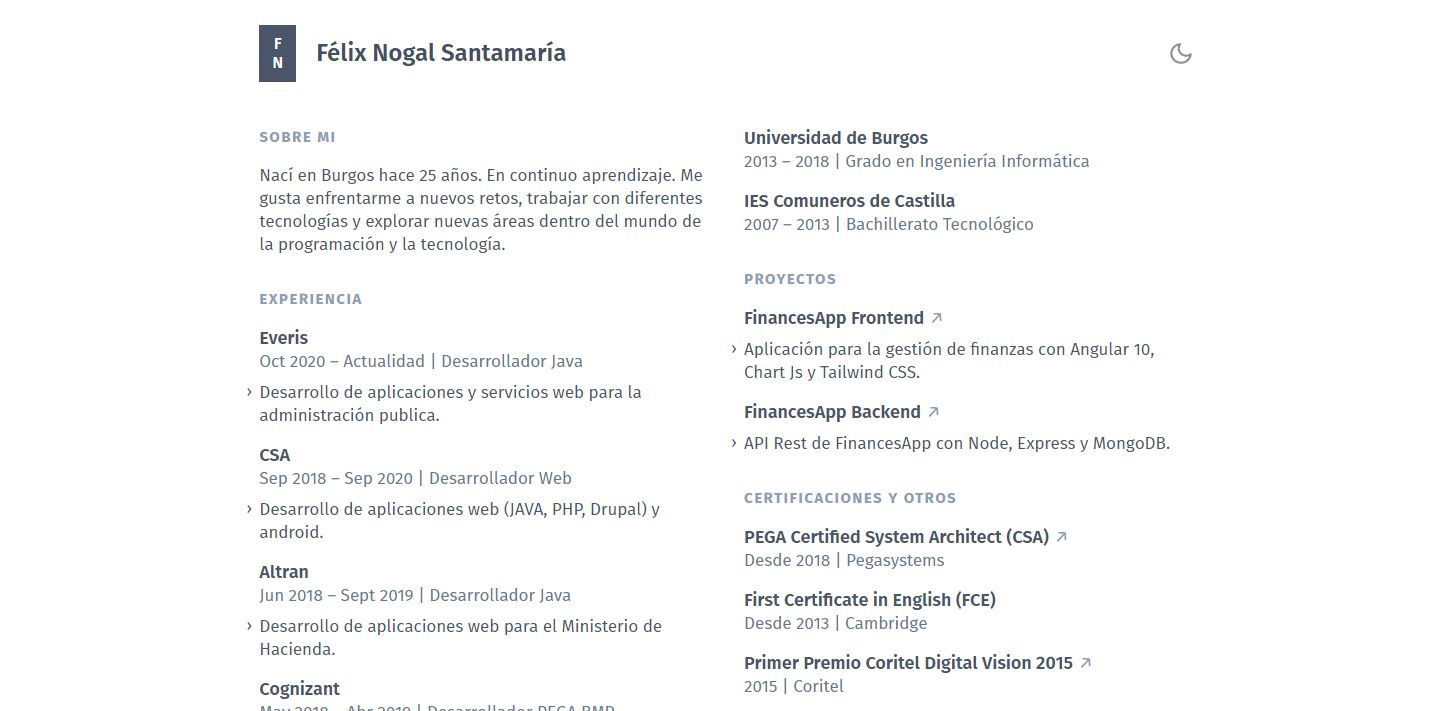 F
N
Félix Nogal Santamaría
SOBRE MI
Nací en Burgos hace 25 años. En continuo aprendizaje. Me
gusta enfrentarme a nuevos retos, trabajar con diferentes
tecnologías y explorar nuevas áreas dentro del mundo de
la programación y la tecnología.
EXPERIENCIA
Everis
Oct 2020 – Actualidad | Desarrollador Java
› Desarrollo de aplicaciones y servicios web para la
administración publica.
CSA
Sep 2018 – Sep 2020 | Desarrollador Web
› Desarrollo de aplicaciones web (JAVA, PHP, Drupal) y
android.
Altran
Jun 2018 – Sept 2019 | Desarrollador Java
› Desarrollo de aplicaciones web para el Ministerio de
Hacienda.
Cognizant
May 2018 – Abr 2019 | Desarrollador PEGA BMP
Universidad de Burgos
2013 – 2018 | Grado en Ingeniería Informática
IES Comuneros de Castilla
2007 – 2013 | Bachillerato Tecnológico
PROYECTOS
FinancesApp Frontend
› Aplicación para la gestión de finanzas con Angular 10,
Chart Js y Tailwind CSS.
FinancesApp Backend
› API Rest de FinancesApp con Node, Express y MongoDB.
CERTIFICACIONES Y OTROS
PEGA Certified System Architect (CSA)
Desde 2018 | Pegasystems
First Certificate in English (FCE)
Desde 2013 | Cambridge
Primer Premio Coritel Digital Vision 2015
2015 | Coritel